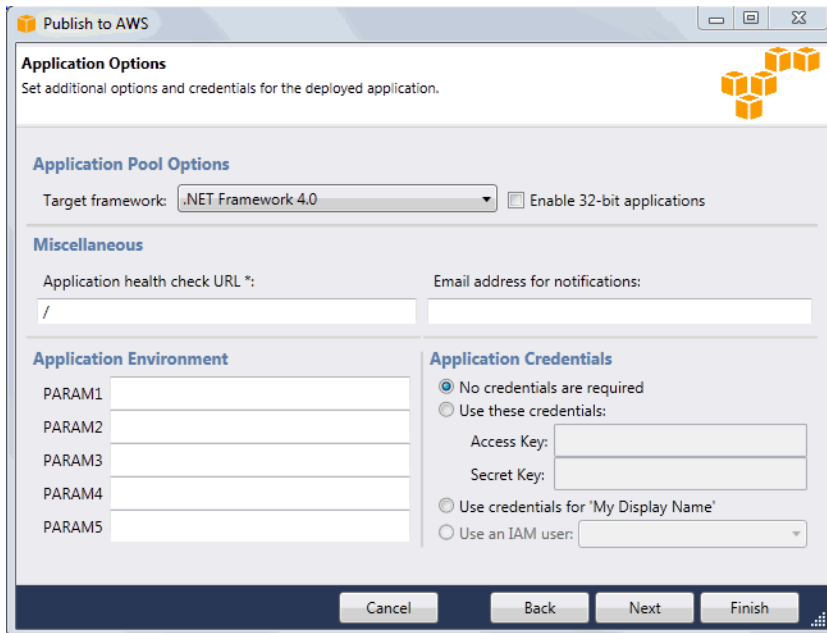 Publish to AWS
Application Options
Set additional options and credentials for the deployed application.
Application Pool Options
Target framework: .NET Framework 4.0 Enable 32-bit applications
Miscellaneous
Application health check URL *: Email address for notifications:
/
Application Environment
PARAM1
PARAM2
PARAM3
PARAM4
PARAM5
Application Credentials
No credentials are required
Use these credentials:
Access Key:
Secret Key:
Use credentials for 'My Display Name'
Use an IAM user:
Cancel Back Next Finish